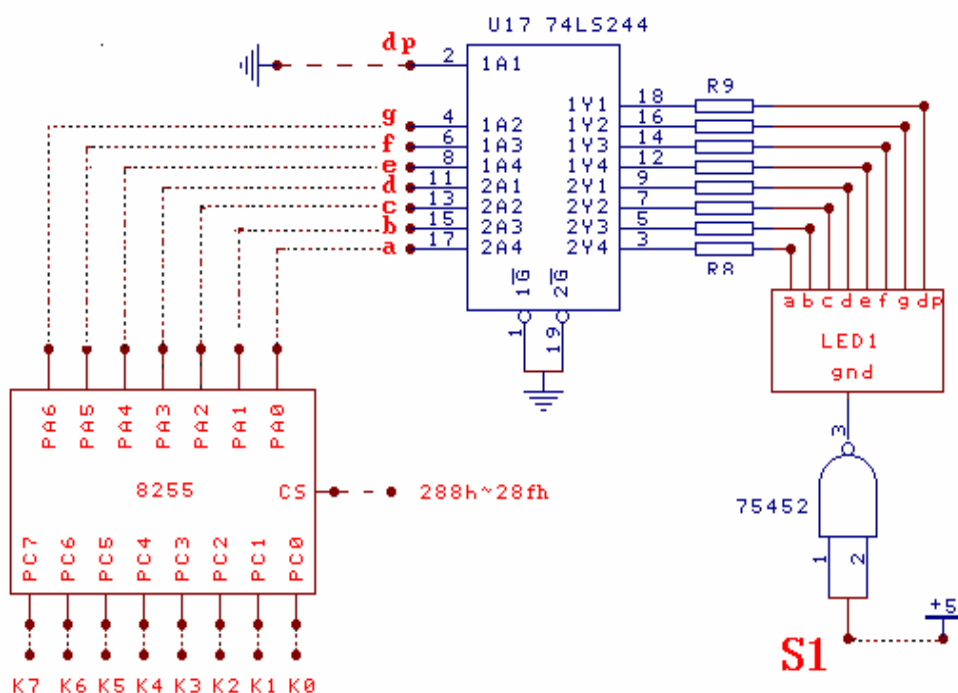 U17 74LS244
dp
2
1A1
g
4
1A2
f
6
1A3
e
8
1A4
d
11
2A1
c
13
2A2
b
15
2A3
a
17
2A4
1Y1
18
R9
1Y2
16
1Y3
14
1Y4
12
2Y1
9
2Y2
7
2Y3
5
2Y4
3
R8
1G
2G
1
19
a b c d e f g dp
LED1
gnd
3
75452
1
2
+5
S1
PA6 PA5 PA4 PA3 PA2 PA1 PA0
8255
CS
288h~28fh
PC7 PC6 PC5 PC4 PC3 PC2 PC1 PC0
K7 K6 K5 K4 K3 K2 K1 K0